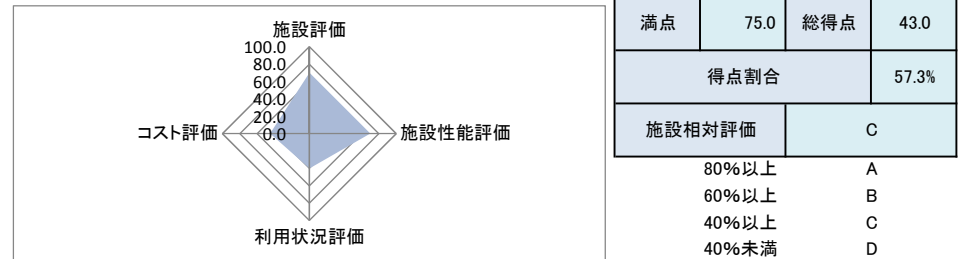 施設評価
100.0
80.0
60.0
40.0
20.0
0.0
コスト評価
施設性能評価
利用状況評価
満点 75.0 総得点 43.0
得点割合 57.3%
施設相対評価 C
80%以上 A
60%以上 B
40%以上 C
40%未満 D